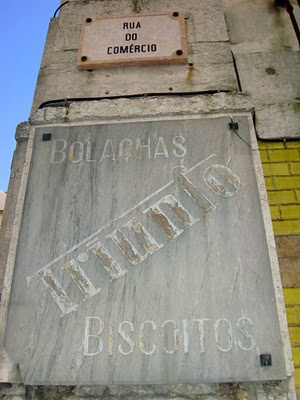 RUA
DO
COMÉRCIO
BOLACHAS
triunfo
BISCOITOS